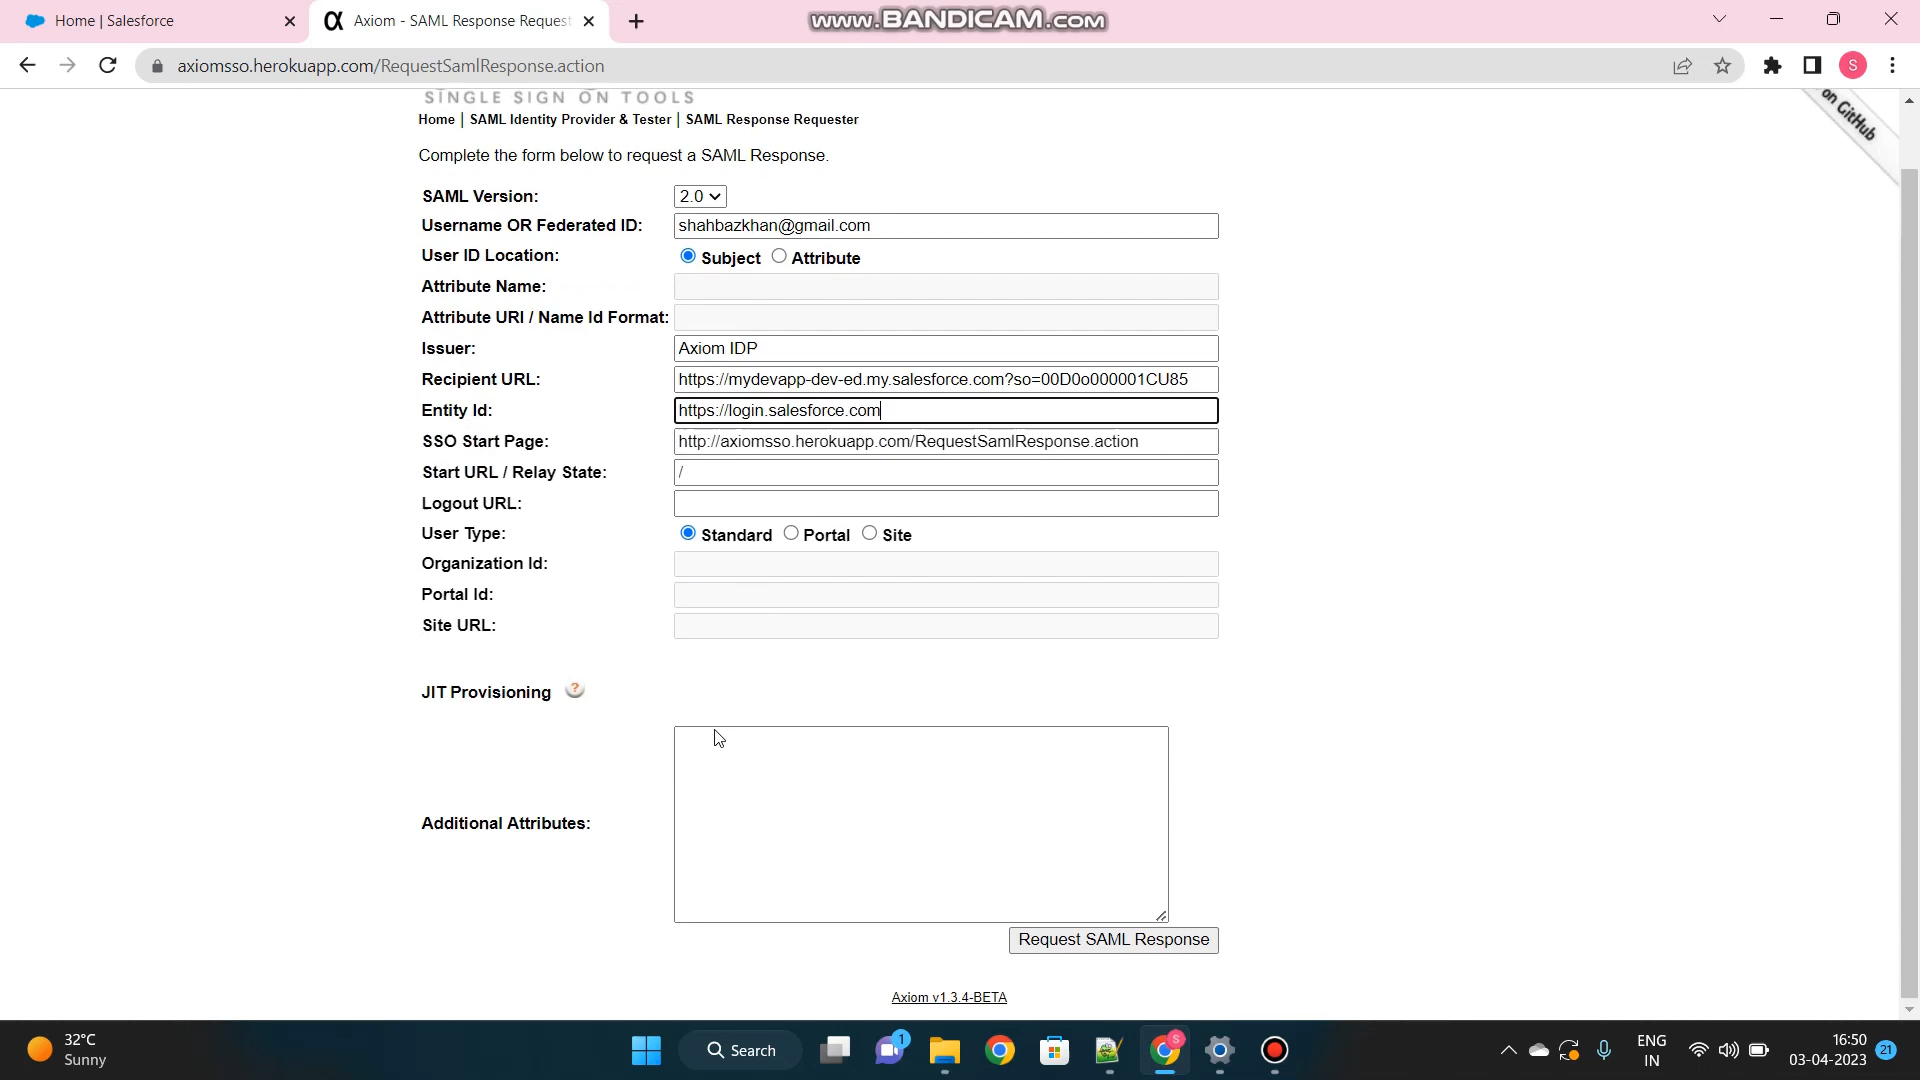 Home | Salesforce
α Axiom - SAML Response Request
www.BANDICAM.com
axiomsso.herokuapp.com/RequestSamlResponse.action
S
SINGLE SIGN ON TOOLS
on GitHub
Home | SAML Identity Provider & Tester | SAML Response Requester
Complete the form below to request a SAML Response.
SAML Version: 2.0
Username OR Federated ID: shahbazkhan@gmail.com
User ID Location: Subject Attribute
Attribute Name:
Attribute URI / Name Id Format:
Issuer: Axiom IDP
Recipient URL: https://mydevapp-dev-ed.my.salesforce.com?so=00D0o000001CU85
Entity Id: https://login.salesforce.com
SSO Start Page: http://axiomsso.herokuapp.com/RequestSamlResponse.action
Start URL / Relay State: /
Logout URL:
User Type: Standard Portal Site
Organization Id:
Portal Id:
Site URL:
JIT Provisioning ?
Additional Attributes:
Request SAML Response
Axiom v1.3.4-BETA
32°C
Sunny
Search
1
S
ENG
IN
16:50
03-04-2023
21